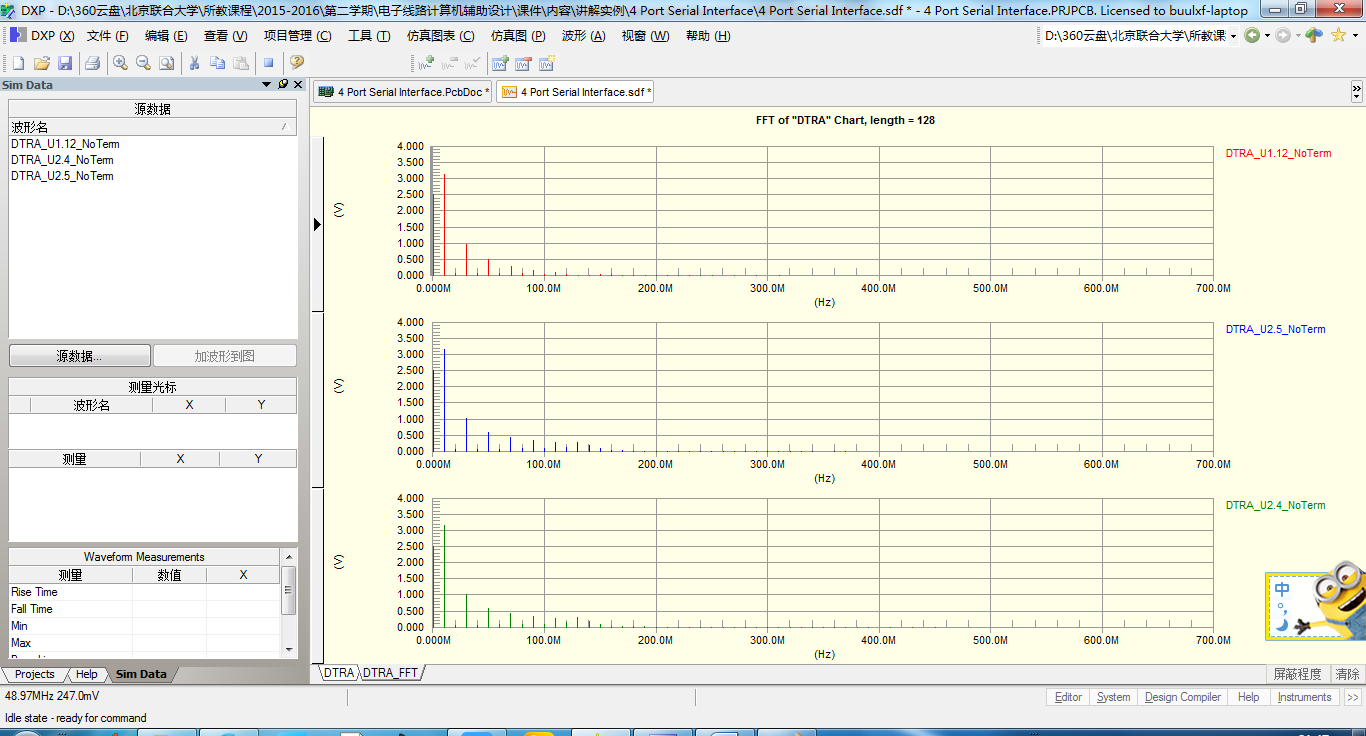 DXP - D:\360云盘\北京联合大学\所教课程\2015-2016\第二学期\电子线路计算机辅助设计\课件\内容\讲解实例\4 Port Serial Interface\4 Port Serial Interface.sdf * - 4 Port Serial Interface.PRJPCB. Licensed to buulxf-laptop
DXP (X) 文件 (F) 编辑 (E) 查看 (V) 项目管理 (C) 工具 (T) 仿真图表 (C) 仿真图 (P) 波形 (A) 视窗 (W) 帮助 (H) D:\360云盘\北京联合大学\所教课
Sim Data
4 Port Serial Interface.PcbDoc * 4 Port Serial Interface.sdf *
源数据
波形名
DTRA_U1.12_NoTerm
DTRA_U2.4_NoTerm
DTRA_U2.5_NoTerm
源数据... 加波形到图
测量光标
波形名 X Y
测量 X Y
Waveform Measurements
测量 数值 X
Rise Time
Fall Time
Min
Max
Projects Help Sim Data
FFT of "DTRA" Chart, length = 128
DTRA_U1.12_NoTerm
(V)
4.000
3.500
3.000
2.500
2.000
1.500
1.000
0.500
0.000
0.000M 100.0M 200.0M 300.0M 400.0M 500.0M 600.0M 700.0M
(Hz)
DTRA_U2.5_NoTerm
(V)
4.000
3.500
3.000
2.500
2.000
1.500
1.000
0.500
0.000
0.000M 100.0M 200.0M 300.0M 400.0M 500.0M 600.0M 700.0M
(Hz)
DTRA_U2.4_NoTerm
(V)
4.000
3.500
3.000
2.500
2.000
1.500
1.000
0.500
0.000
0.000M 100.0M 200.0M 300.0M 400.0M 500.0M 600.0M 700.0M
(Hz)
中
DTRA DTRA_FFT
屏蔽程度 清除
48.97MHz 247.0mV
Editor System Design Compiler Help Instruments >>
Idle state - ready for command